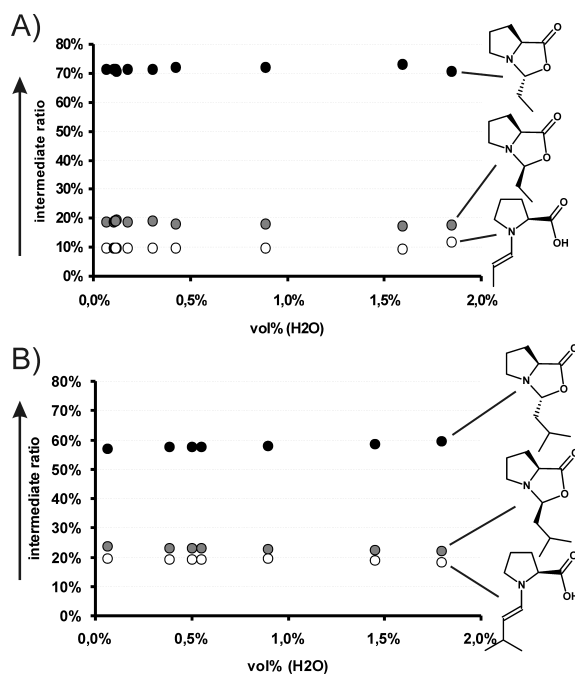 A)
80%
70%
60%
50%
40%
30%
20%
10%
0%
intermediate ratio
0,0%
0,5%
1,0%
1,5%
2,0%
vol% (H2O)
N
O
O
N
O
O
N
O
OH
B)
80%
70%
60%
50%
40%
30%
20%
10%
0%
intermediate ratio
0,0%
0,5%
1,0%
1,5%
2,0%
vol% (H2O)
N
O
O
N
O
O
N
O
OH